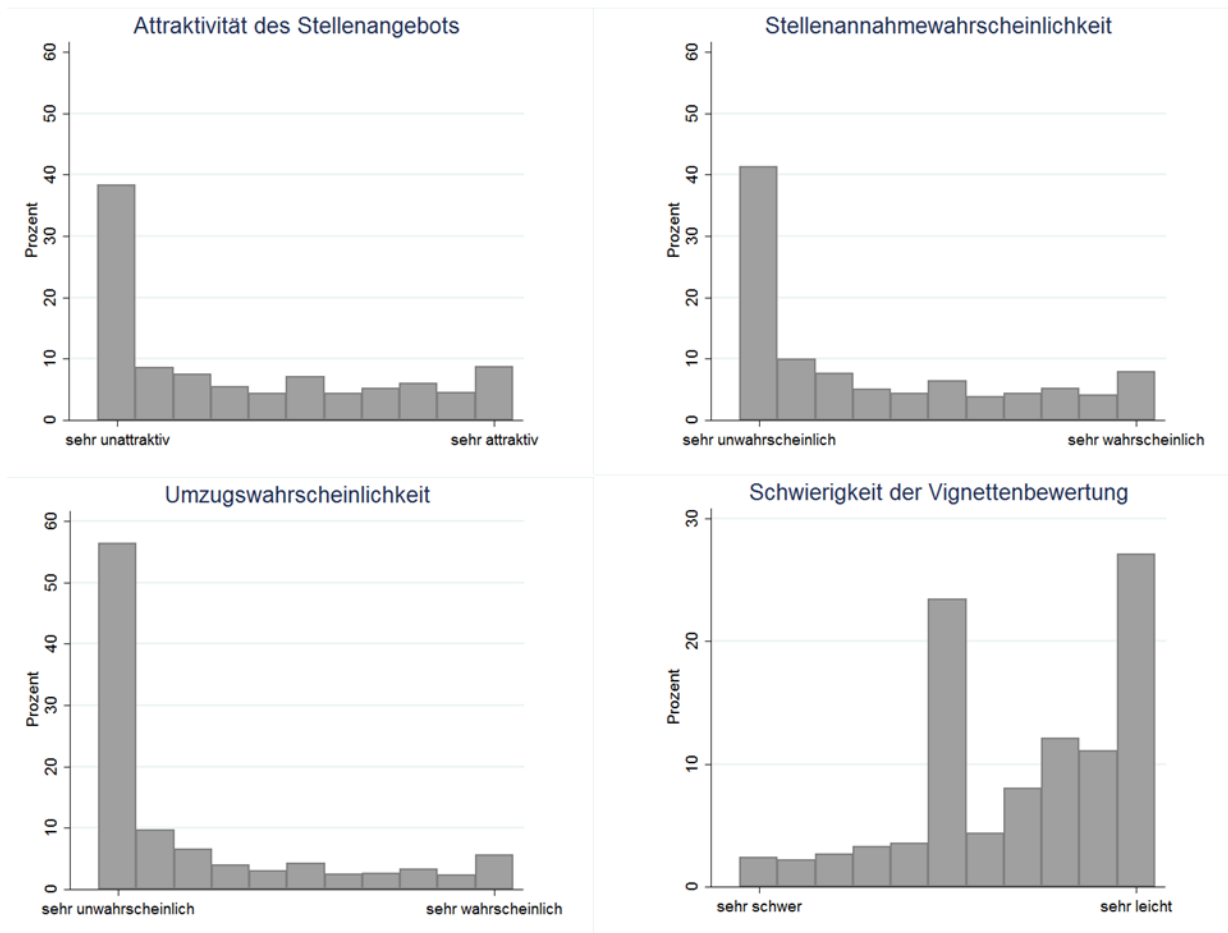 Attraktivität des Stellenangebots
Prozent
60
50
40
30
20
10
0
sehr unattraktiv sehr attraktiv
Stellenannahmewahrscheinlichkeit
Prozent
60
50
40
30
20
10
0
sehr unwahrscheinlich sehr wahrscheinlich
Umzugswahrscheinlichkeit
Prozent
60
50
40
30
20
10
0
sehr unwahrscheinlich sehr wahrscheinlich
Schwierigkeit der Vignettenbewertung
Prozent
30
20
10
0
sehr schwer sehr leicht